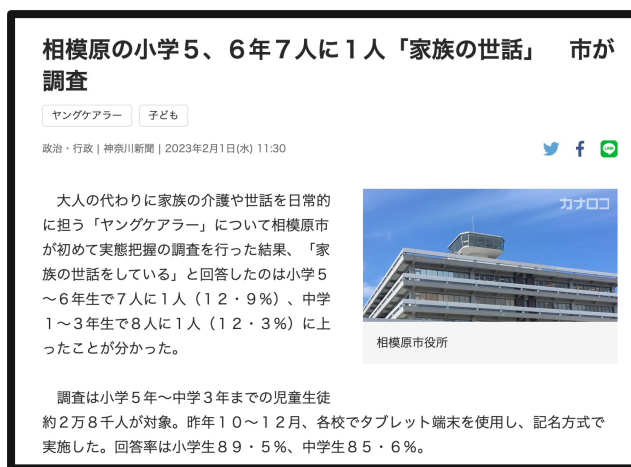 相模原の小学５、６年７人に１人「家族の世話」　市が
調査
ヤングケアラー　子ども
政治・行政 | 神奈川新聞 | 2023年2月1日(水) 11:30
LINE
カナロコ
　大人の代わりに家族の介護や世話を日常的
に担う「ヤングケアラー」について相模原市
が初めて実態把握の調査を行った結果、「家
族の世話をしている」と回答したのは小学５
～６年生で７人に１人（１２・９％）、中学
１～３年生で８人に１人（１２・３％）に上
ったことが分かった。
相模原市役所
　調査は小学５年～中学３年までの児童生徒
約２万８千人が対象。昨年１０～１２月、各校でタブレット端末を使用し、記名方式で
実施した。回答率は小学生８９・５％、中学生８５・６％。